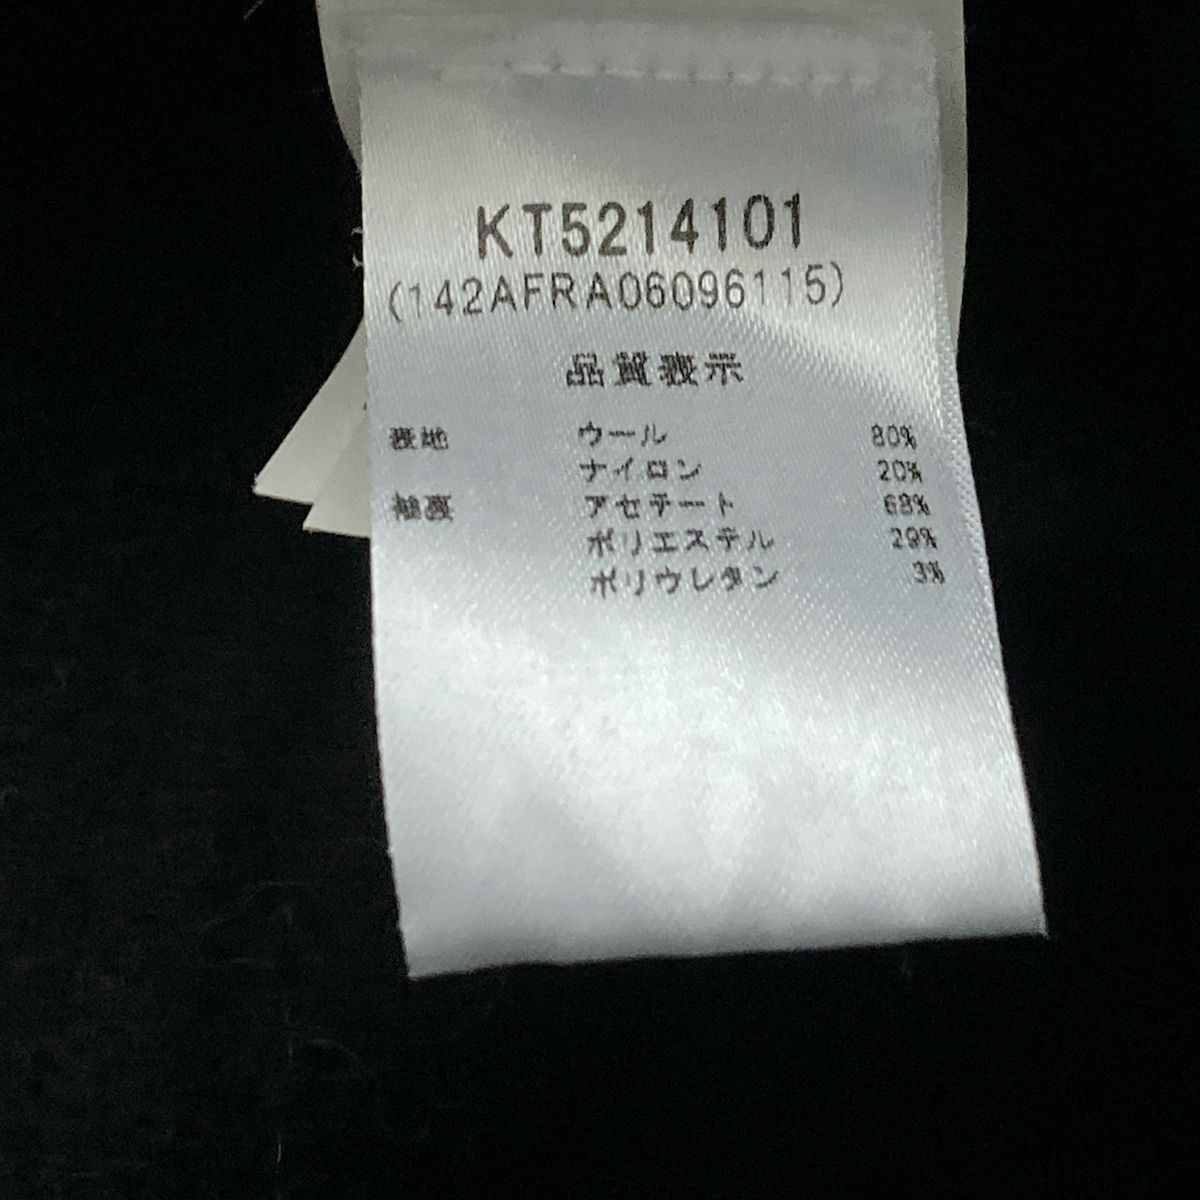 KT5214101
(142AFRA06096115)
品質表示
表地 ウール 80%
ナイロン 20%
袖裏 アセテート 68%
ポリエステル 29%
ポリウレタン 3%